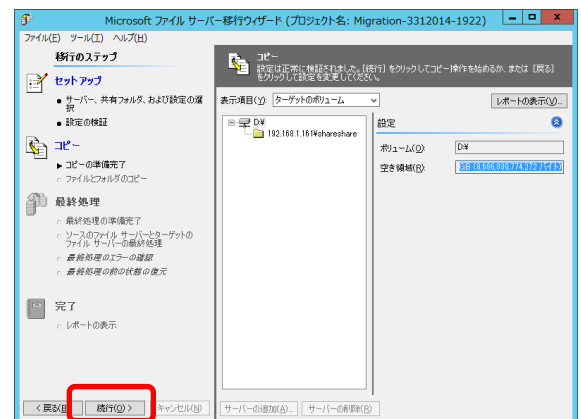 Microsoft ファイル サーバー移行ウィザード (プロジェクト名: Migration-3312014-1922)
ファイル(F) ツール(T) ヘルプ(H)
移行のステップ
セットアップ
サーバー、共有フォルダ、および設定の選択
設定の検証
コピー
コピーの準備完了
ファイルとフォルダのコピー
最終処理
最終処理の準備完了
ソースのファイル サーバーとターゲットの
ファイル サーバーの最終処理
最終処理のエラーの確認
最終処理の前の状態の復元
完了
レポートの表示
コピー
設定は正常に検証されました。[続行] をクリックしてコピー操作を始めるか、または [戻る]
をクリックして設定を変更してください。
表示項目(Y): ターゲットのボリューム
レポートの表示(V)...
D:¥
192.168.1.16¥shareshare
設定
ボリューム(O): D:¥
空き領域(R): GB (8,686,030,774,272 バイト)
< 戻る(B) 続行(O) > キャンセル(N)
サーバーの追加(A)... サーバーの削除(R)